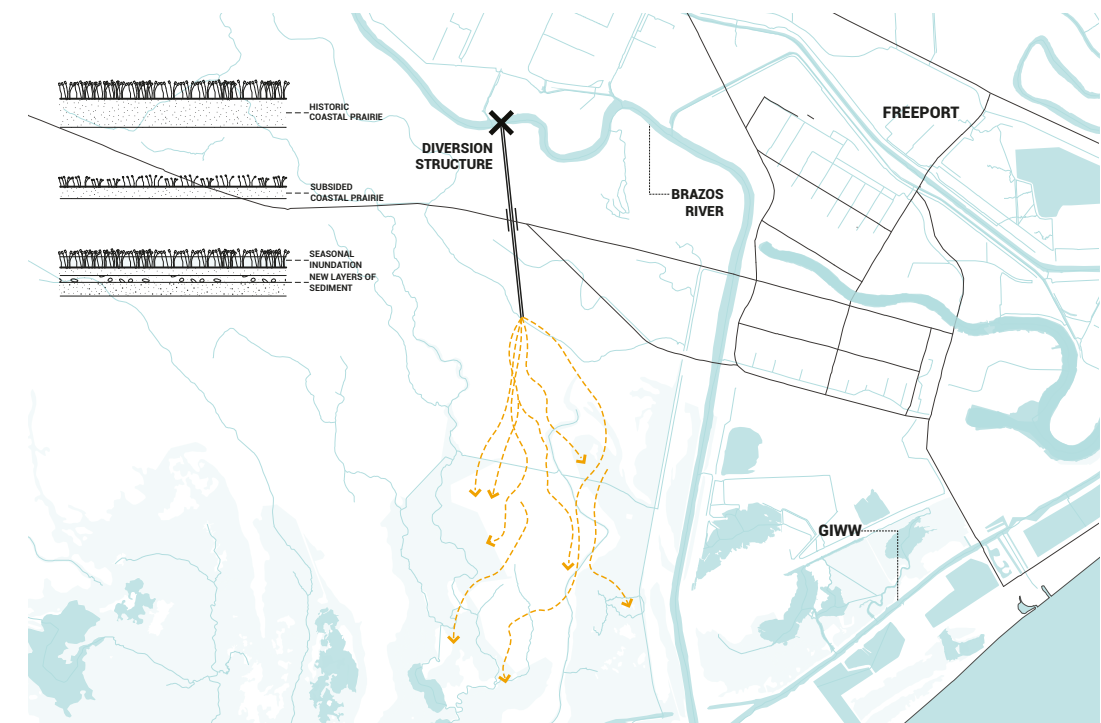 HISTORIC
COASTAL PRAIRIE
SUBSIDED
COASTAL PRAIRIE
SEASONAL
INUNDATION
NEW LAYERS OF
SEDIMENT
DIVERSION
STRUCTURE
BRAZOS
RIVER
FREEPORT
GIWW